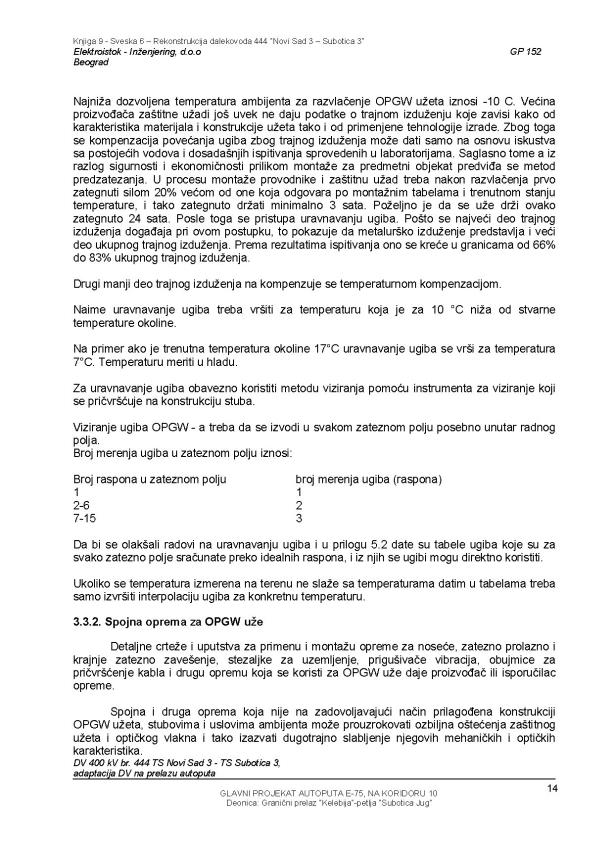 Knjiga 9 - Sveska 6 – Rekonstrukcija dalekovoda 444 "Novi Sad 3 – Subotica 3"
Elektroistok - Inženjering, d.o.o GP 152
Beograd
Najniža dozvoljena temperatura ambijenta za razvlačenje OPGW užeta iznosi -10 C. Većina
proizvođača zaštitne užadi još uvek ne daju podatke o trajnom izduženju koje zavisi kako od
karakteristika materijala i konstrukcije užeta tako i od primenjene tehnologije izrade. Zbog toga
se kompenzacija povećanja ugiba zbog trajnog izduženja može dati samo na osnovu iskustva
sa postojećih vodova i dosadašnjih ispitivanja sprovedenih u laboratorijama. Saglasno tome a iz
razlog sigurnosti i ekonomičnosti prilikom montaže za predmetni objekat predviđa se metod
predzatezanja. U procesu montaže provodnike i zaštitnu užad treba nakon razvlačenja prvo
zategnuti silom 20% većom od one koja odgovara po montažnim tabelama i trenutnom stanju
temperature, i tako zategnuto držati minimalno 3 sata. Poželjno je da se uže drži ovako
zategnuto 24 sata. Posle toga se pristupa uravnavanju ugiba. Pošto se najveći deo trajnog
izduženja događaja pri ovom postupku, to pokazuje da metalurško izduženje predstavlja i veći
deo ukupnog trajnog izduženja. Prema rezultatima ispitivanja ono se kreće u granicama od 66%
do 83% ukupnog trajnog izduženja.
Drugi manji deo trajnog izduženja na kompenzuje se temperaturnom kompenzacijom.
Naime uravnavanje ugiba treba vršiti za temperaturu koja je za 10 °C niža od stvarne
temperature okoline.
Na primer ako je trenutna temperatura okoline 17°C uravnavanje ugiba se vrši za temperatura
7°C. Temperaturu meriti u hladu.
Za uravnavanje ugiba obavezno koristiti metodu viziranja pomoću instrumenta za viziranje koji
se pričvršćuje na konstrukciju stuba.
Viziranje ugiba OPGW - a treba da se izvodi u svakom zateznom polju posebno unutar radnog
polja.
Broj merenja ugiba u zateznom polju iznosi:
Broj raspona u zateznom polju broj merenja ugiba (raspona)
1 1
2-6 2
7-15 3
Da bi se olakšali radovi na uravnavanju ugiba i u prilogu 5.2 date su tabele ugiba koje su za
svako zatezno polje sračunate preko idealnih raspona, i iz njih se ugibi mogu direktno koristiti.
Ukoliko se temperatura izmerena na terenu ne slaže sa temperaturama datim u tabelama treba
samo izvršiti interpolaciju ugiba za konkretnu temperaturu.
3.3.2. Spojna oprema za OPGW uže
Detaljne crteže i uputstva za primenu i montažu opreme za noseće, zatezno prolazno i
krajnje zatezno zavešenje, stezaljke za uzemljenje, prigušivače vibracija, obujmice za
pričvršćenje kabla i drugu opremu koja se koristi za OPGW uže daje proizvođač ili isporučilac
opreme.
Spojna i druga oprema koja nije na zadovoljavajući način prilagođena konstrukciji
OPGW užeta, stubovima i uslovima ambijenta može prouzrokovati ozbiljna oštećenja zaštitnog
užeta i optičkog vlakna i tako izazvati dugotrajno slabljenje njegovih mehaničkih i optičkih
karakteristika.
DV 400 kV br. 444 TS Novi Sad 3 - TS Subotica 3,
adaptacija DV na prelazu autoputa
14
GLAVNI PROJEKAT AUTOPUTA E-75, NA KORIDORU 10
Deonica: Granični prelaz "Kelebija"-petlja "Subotica Jug"